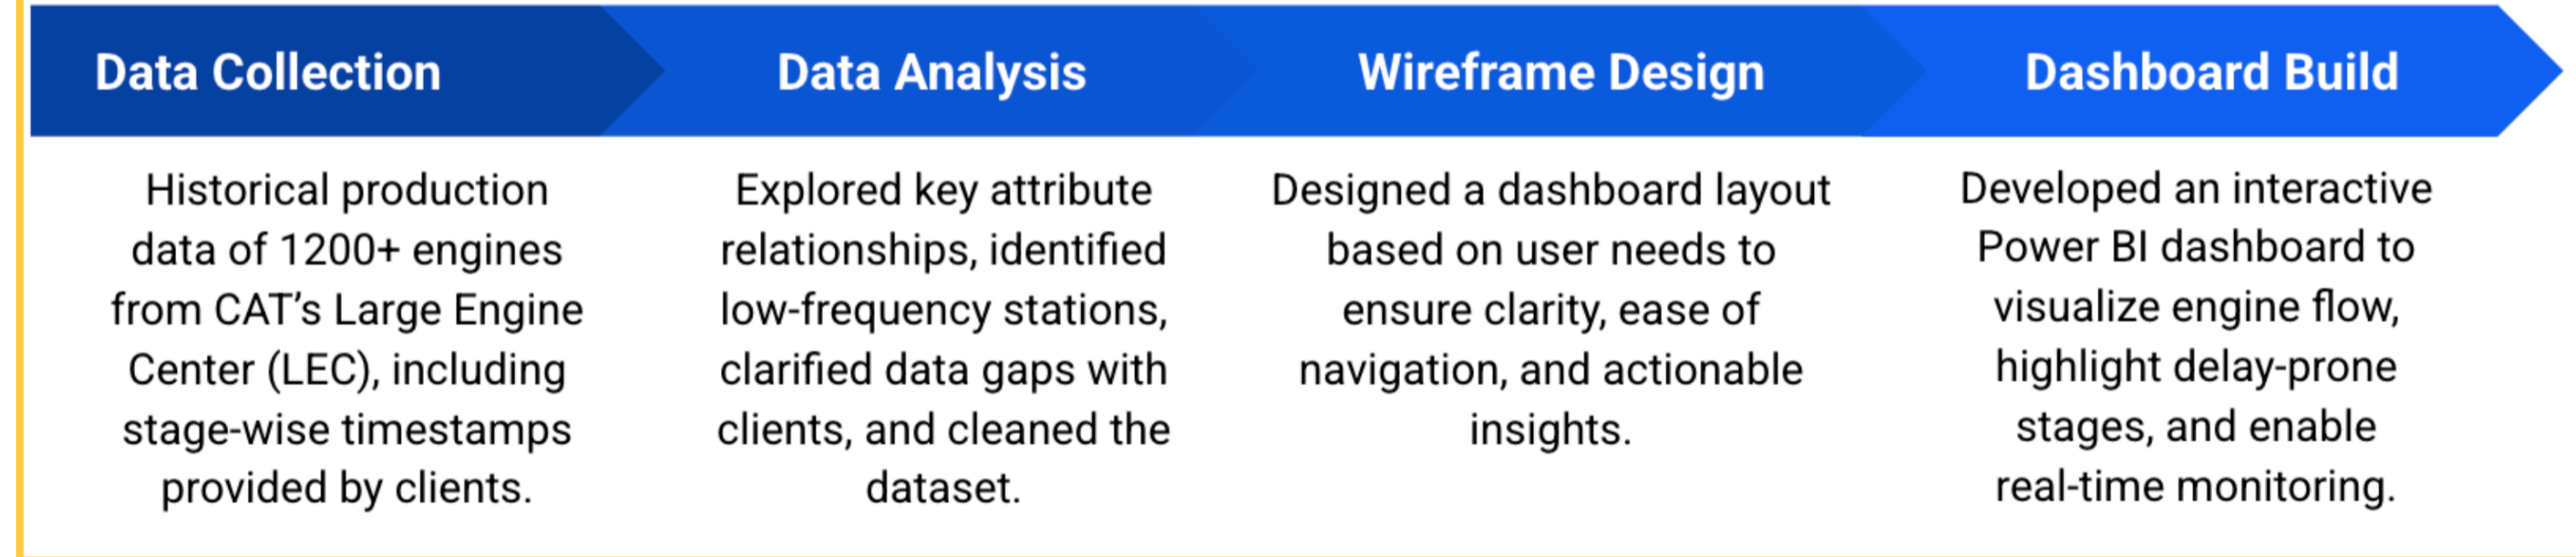 Data Collection
Historical production
data of 1200+ engines
from CAT’s Large Engine
Center (LEC), including
stage-wise timestamps
provided by clients.
Data Analysis
Explored key attribute
relationships, identified
low-frequency stations,
clarified data gaps with
clients, and cleaned the
dataset.
Wireframe Design
Designed a dashboard layout
based on user needs to
ensure clarity, ease of
navigation, and actionable
insights.
Dashboard Build
Developed an interactive
Power BI dashboard to
visualize engine flow,
highlight delay-prone
stages, and enable
real-time monitoring.